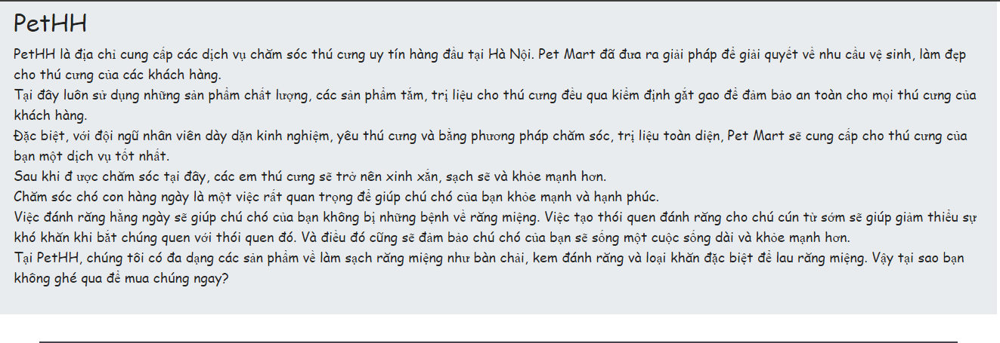 PetHH
PetHH là địa chỉ cung cấp các dịch vụ chăm sóc thú cưng uy tín hàng đầu tại Hà Nội. Pet Mart đã đưa ra giải pháp để giải quyết về nhu cầu vệ sinh, làm đẹp
cho thú cưng của các khách hàng.
Tại đây luôn sử dụng những sản phẩm chất lượng, các sản phẩm tắm, trị liệu cho thú cưng đều qua kiểm định gắt gao để đảm bảo an toàn cho mọi thú cưng của
khách hàng.
Đặc biệt, với đội ngũ nhân viên dày dặn kinh nghiệm, yêu thú cưng và bằng phương pháp chăm sóc, trị liệu toàn diện, Pet Mart sẽ cung cấp cho thú cưng của
bạn một dịch vụ tốt nhất.
Sau khi đ ược chăm sóc tại đây, các em thú cưng sẽ trở nên xinh xắn, sạch sẽ và khỏe mạnh hơn.
Chăm sóc chó con hàng ngày là một việc rất quan trọng để giúp chú chó của bạn khỏe mạnh và hạnh phúc.
Việc đánh răng hằng ngày sẽ giúp chú chó của bạn không bị những bệnh về răng miệng. Việc tạo thói quen đánh răng cho chú cún từ sớm sẽ giúp giảm thiểu sự
khó khăn khi bắt chúng quen với thói quen đó. Và điều đó cũng sẽ đảm bảo chú chó của bạn sẽ sống một cuộc sống dài và khỏe mạnh hơn.
Tại PetHH, chúng tôi có đa dạng các sản phẩm về làm sạch răng miệng như bàn chải, kem đánh răng và loại khăn đặc biệt để lau răng miệng. Vậy tại sao bạn
không ghé qua để mua chúng ngay?